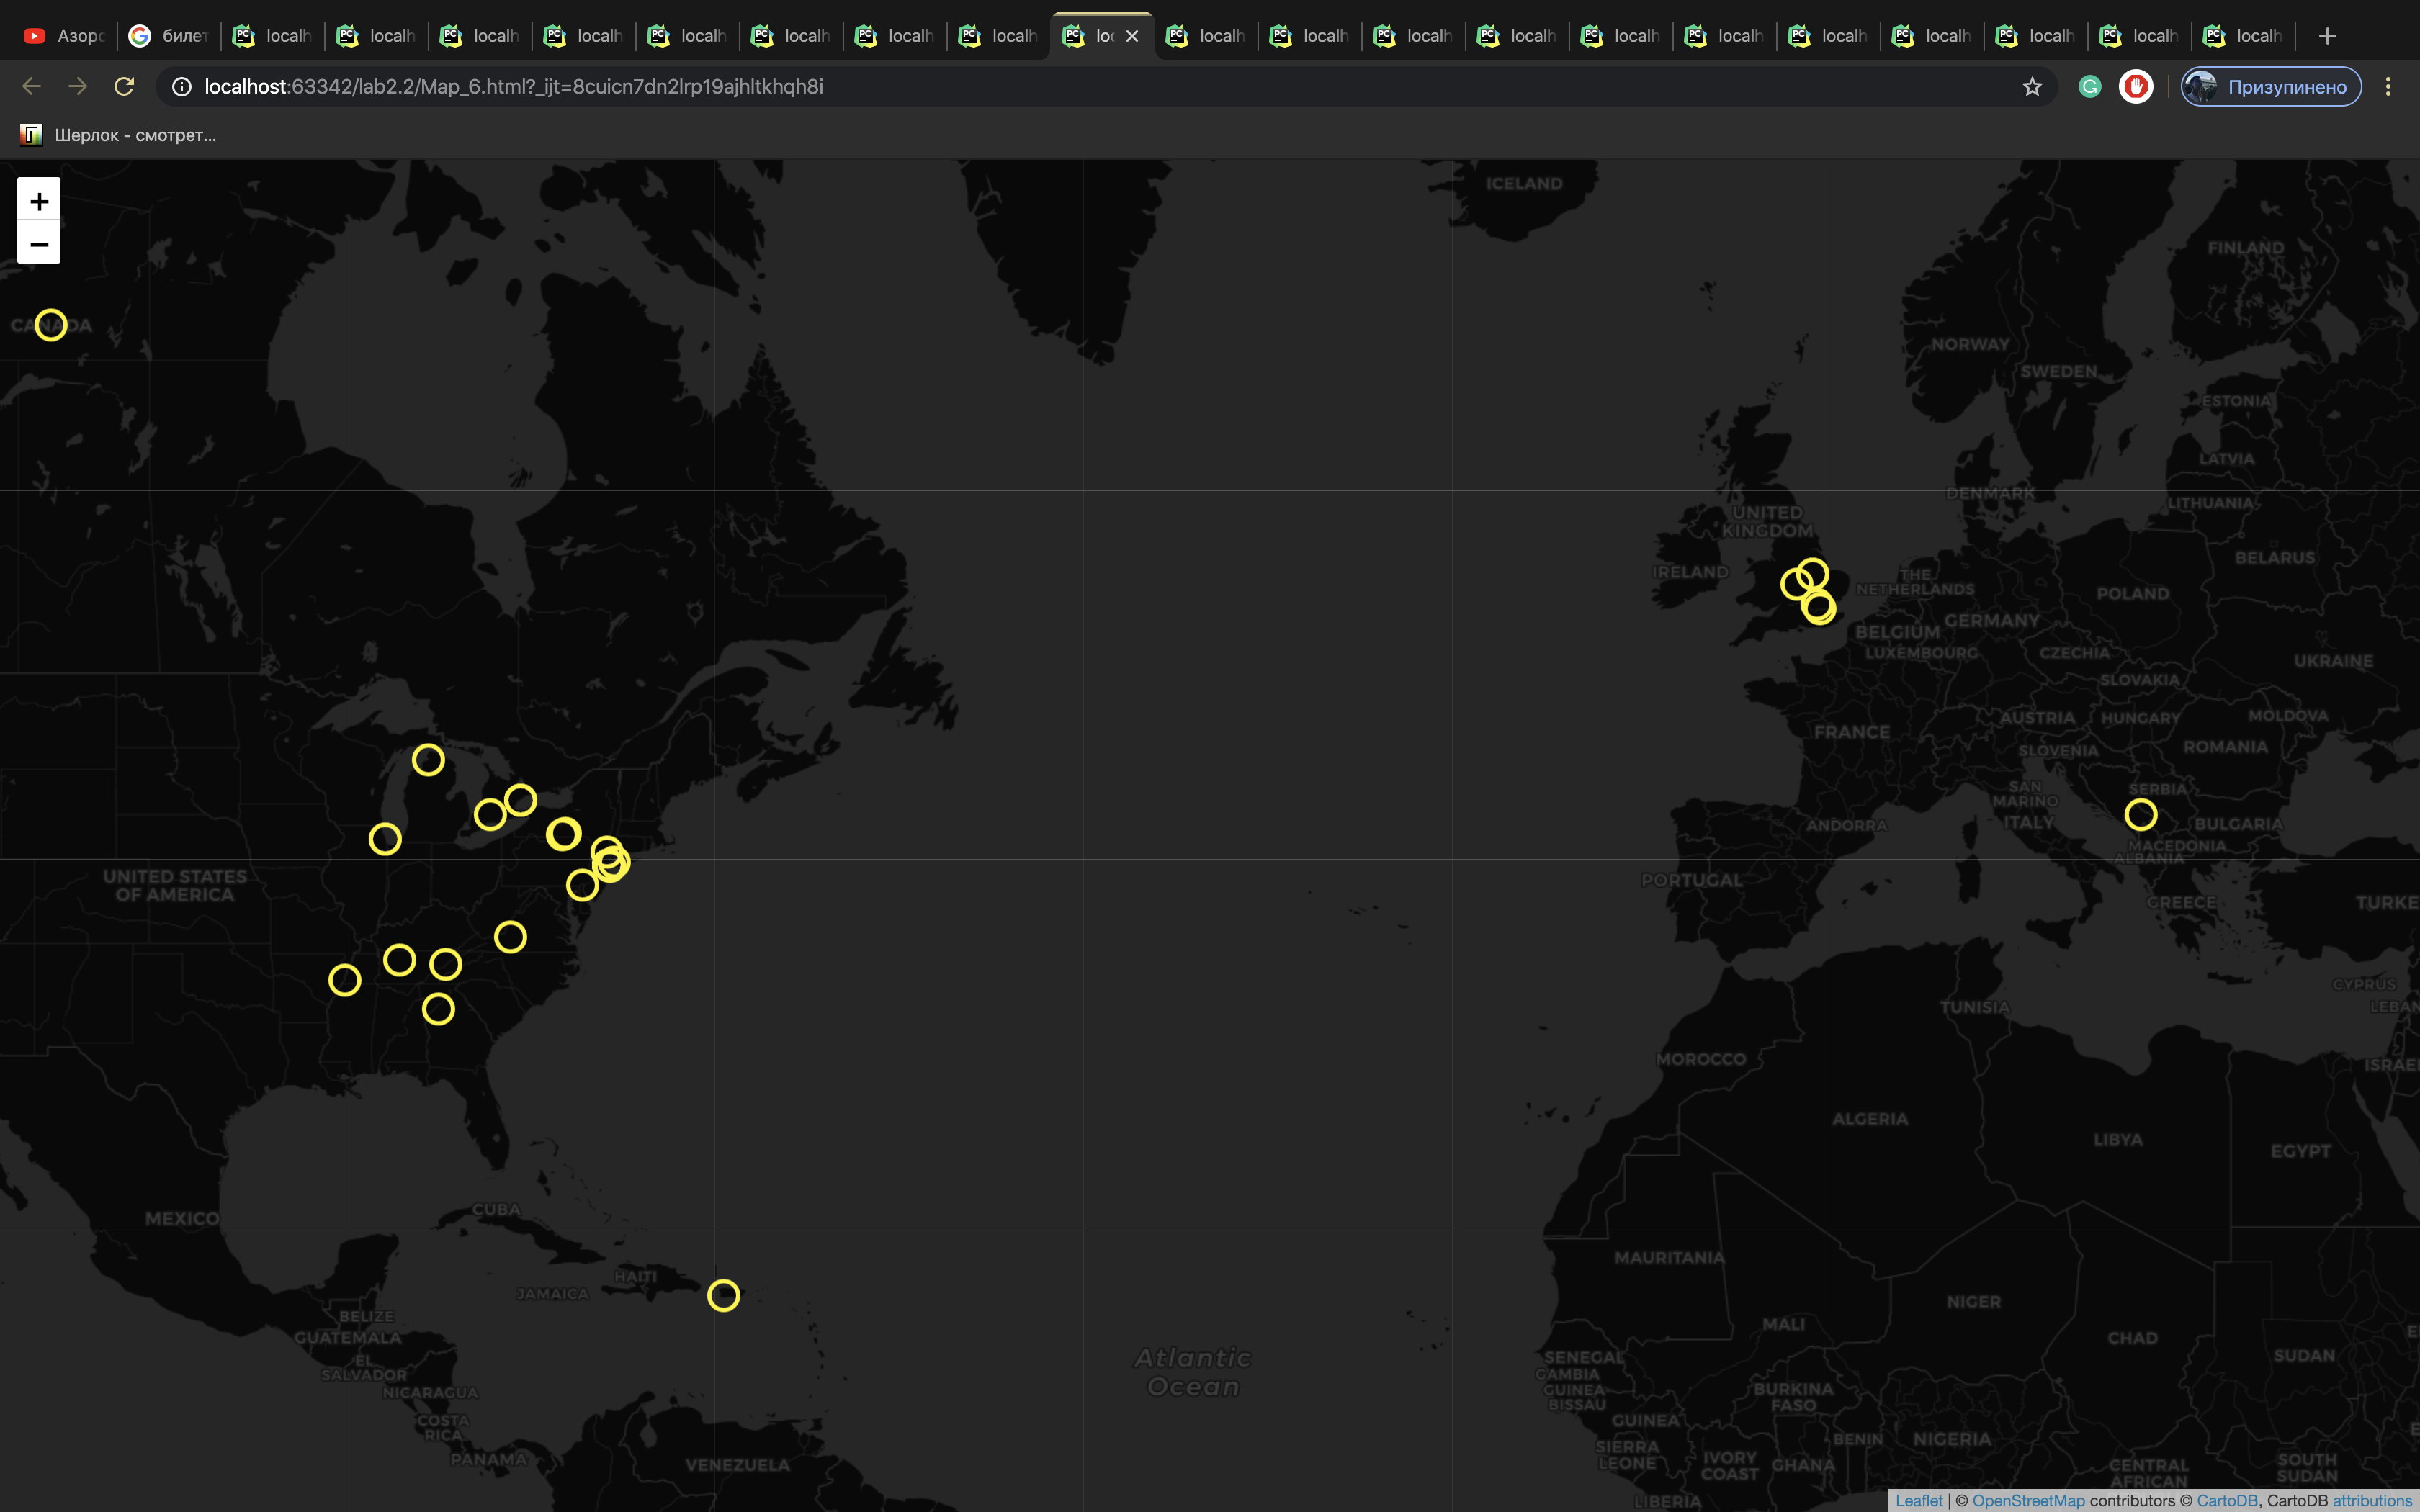 Азорс
билет
localh
localh
localh
localh
localh
localh
localh
localh
loc
localh
localh
localh
localh
localh
localh
localh
localh
localh
localh
localh
localhost:63342/lab2.2/Map_6.html?_ijt=8cuicn7dn2lrp19ajhltkhqh8i
Призупинено
Шерлок - смотрет...
+
−
ICELAND
FINLAND
CANADA
NORWAY
SWEDEN
ESTONIA
LATVIA
DENMARK
LITHUANIA
UNITED
KINGDOM
BELARUS
IRELAND
THE
NETHERLANDS
POLAND
GERMANY
BELGIUM
LUXEMBOURG
CZECHIA
UKRAINE
SLOVAKIA
AUSTRIA
HUNGARY
MOLDOVA
FRANCE
SLOVENIA
ROMANIA
SAN
MARINO
SERBIA
ITALY
ANDORRA
BULGARIA
MACEDONIA
ALBANIA
UNITED STATES
OF AMERICA
PORTUGAL
GREECE
TURKE
CYPRUS
LEBAN
TUNISIA
MOROCCO
ISRAEL
ALGERIA
LIBYA
EGYPT
MEXICO
CUBA
MAURITANIA
HAITI
JAMAICA
NIGER
BELIZE
MALI
GUATEMALA
CHAD
Atlantic
Ocean
SENEGAL
SUDAN
EL
SALVADOR
GAMBIA
NICARAGUA
GUINEA
BISSAU
BURKINA
FASO
COSTA
RICA
GUINEA
BENIN
NIGERIA
SIERRA
LEONE
PANAMA
VENEZUELA
IVORY
COAST
GHANA
CENTRAL
AFRICAN
SOUTH
SUDAN
LIBERIA
Leaflet | © OpenStreetMap contributors © CartoDB, CartoDB attributions